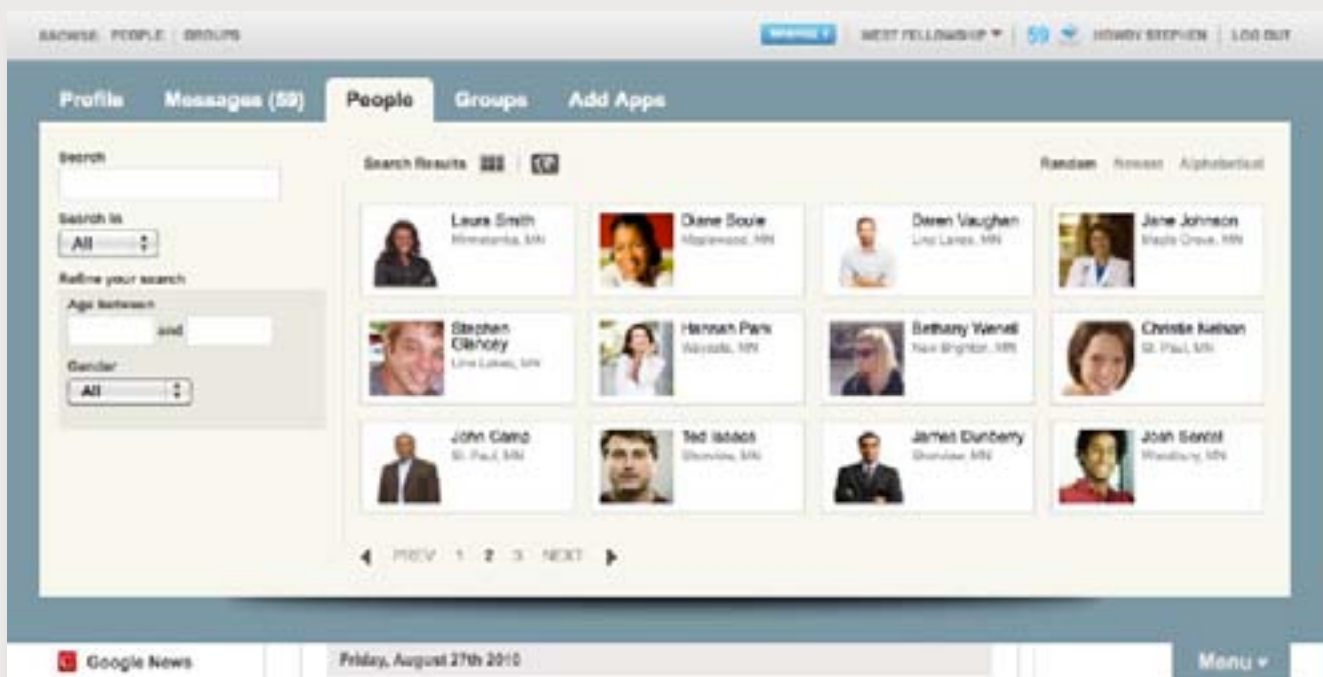 BROWSE: PEOPLE | GROUPS
WEST FELLOWSHIP | 59 HOWDY STEPHEN | LOG OUT
Profile Messages (59) People Groups Add Apps
Search
Search In
All
Refine your search
Age between
and
Gender
All
Search Results
Random Newest Alphabetical
Laura Smith
Minnetonka, MN
Diane Soule
Maplewood, MN
Daren Vaughan
Lino Lakes, MN
Jane Johnson
Maple Grove, MN
Stephen
Glancey
Lino Lakes, MN
Hannah Park
Wayzata, MN
Bethany
New Brighton, MN
Christie Nelson
St. Paul, MN
John Camp
St. Paul, MN
Ted Isaacs
Shoreview, MN
James Dunberry
Shoreview, MN
Josh
Woodbury, MN
PREV 1 2 3 NEXT
Google News
Friday, August 27th 2010
Menu